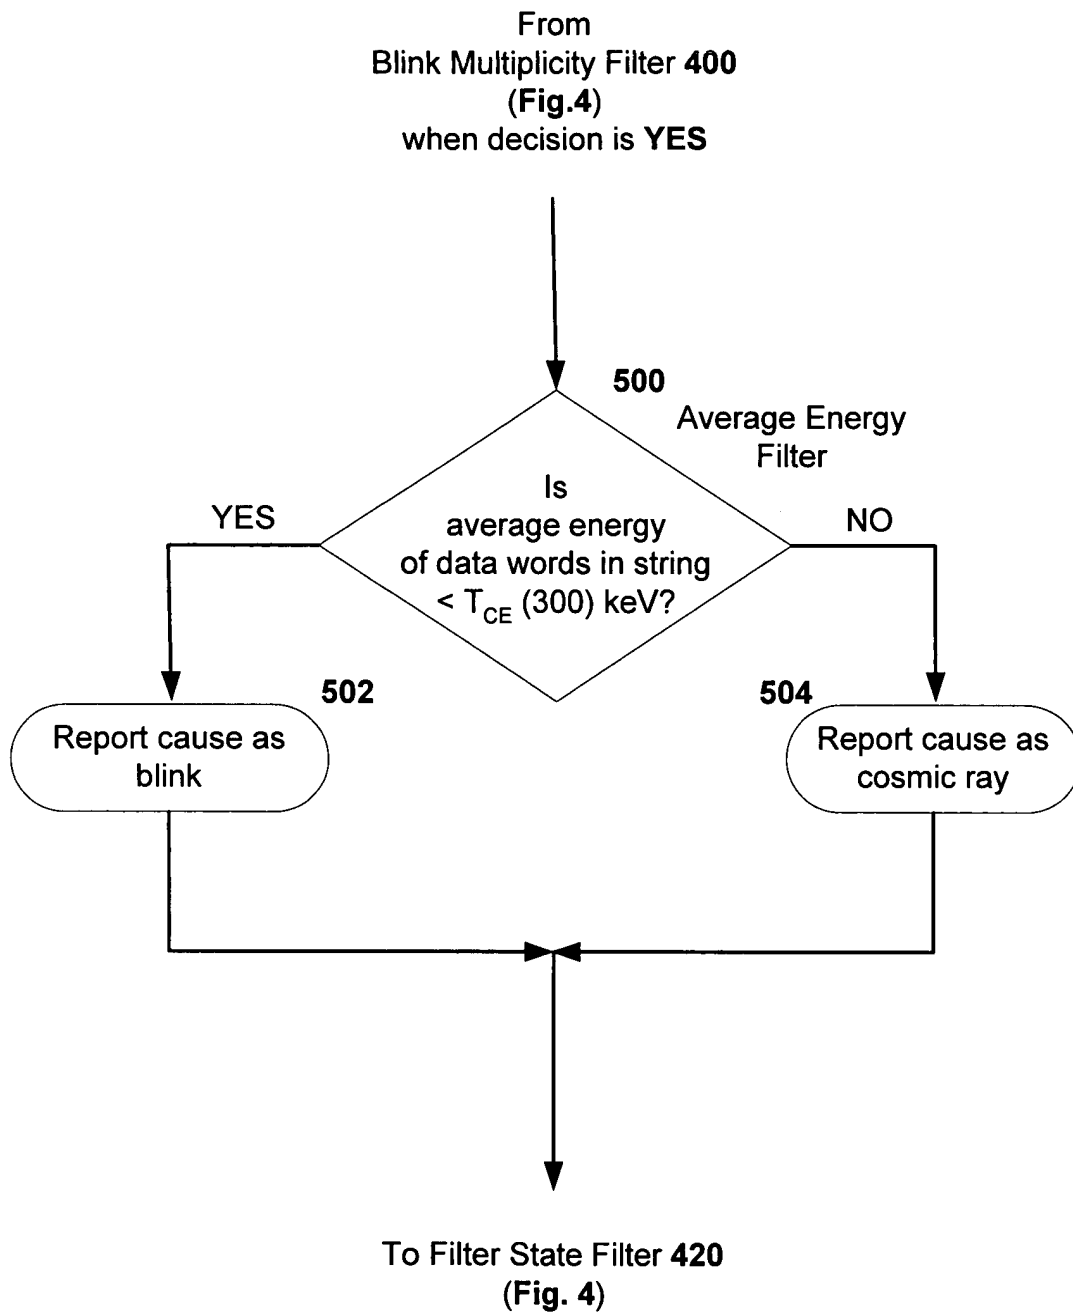 From
Blink Multiplicity Filter 400
(Fig.4)
when decision is YES
500
Average Energy
Filter
Is
average energy
of data words in string
< T_CE (300) keV?
YES
NO
502
504
Report cause as
blink
Report cause as
cosmic ray
To Filter State Filter 420
(Fig. 4)